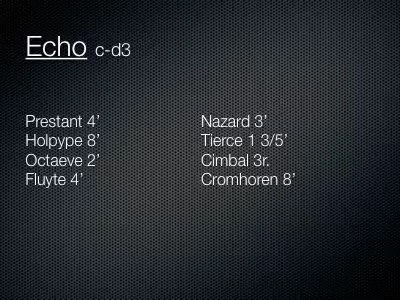 Echo c-d3
Prestant 4’
Holpype 8’
Octaeve 2’
Fluyte 4’
Nazard 3’
Tierce 1 3/5’
Cimbal 3r.
Cromhoren 8’